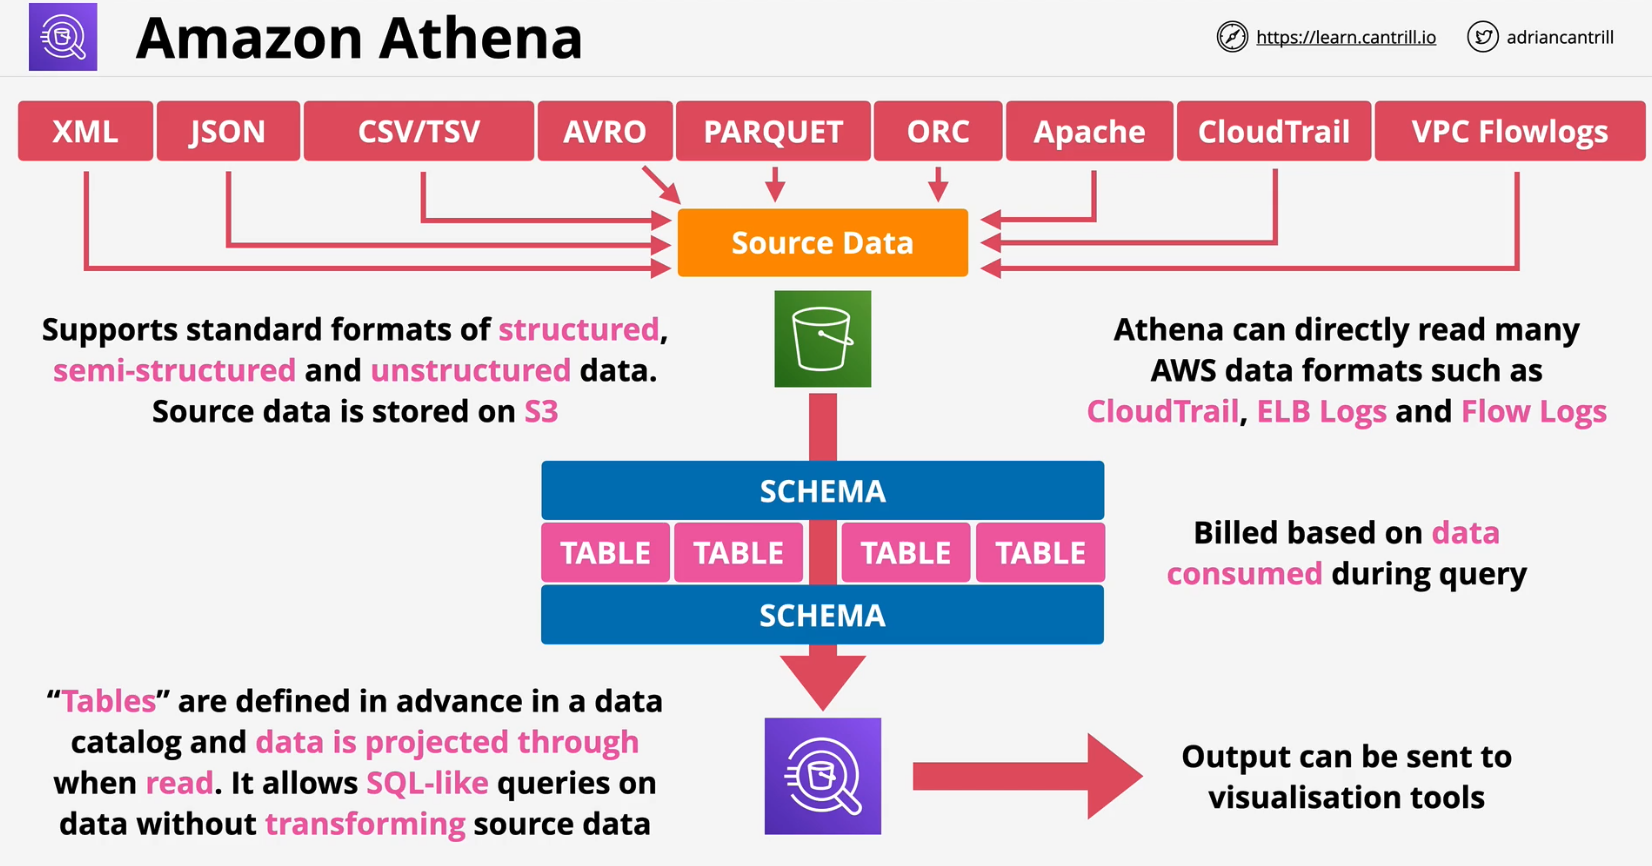 Amazon Athena
https://learn.cantrill.io
adriancantrill
XML
JSON
CSV/TSV
AVRO
PARQUET
ORC
Apache
CloudTrail
VPC Flowlogs
Source Data
Supports standard formats of structured,
semi-structured and unstructured data.
Source data is stored on S3
Athena can directly read many
AWS data formats such as
CloudTrail, ELB Logs and Flow Logs
SCHEMA
TABLE
TABLE
TABLE
TABLE
SCHEMA
Billed based on data
consumed during query
“Tables” are defined in advance in a data
catalog and data is projected through
when read. It allows SQL-like queries on
data without transforming source data
Output can be sent to
visualisation tools